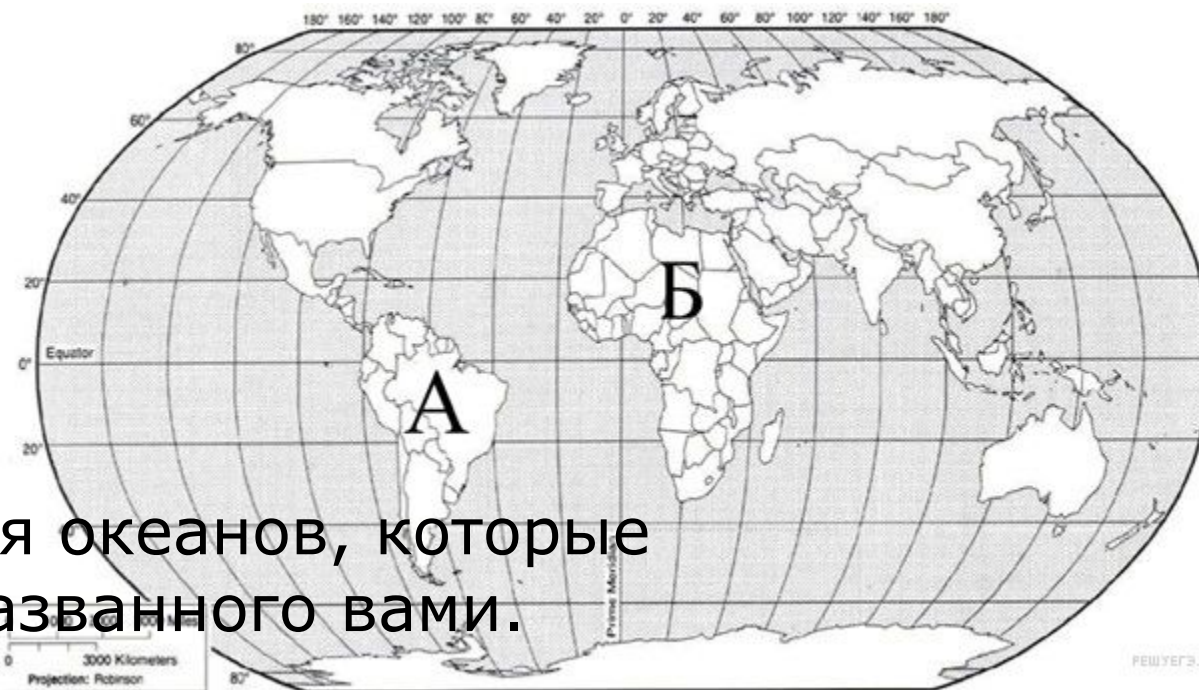 180° 160° 140° 120° 100° 80° 60° 40° 20° 0° 20° 40° 60° 80° 100° 120° 140° 160° 180°
80°
60°
40°
20°
Б
Equator
0°
А
20°
я океанов, которые
Prime Meridian
азванного вами.
0
3000 Kilometers
Projection: Robinson
80°
РЕШУЕГЭ.